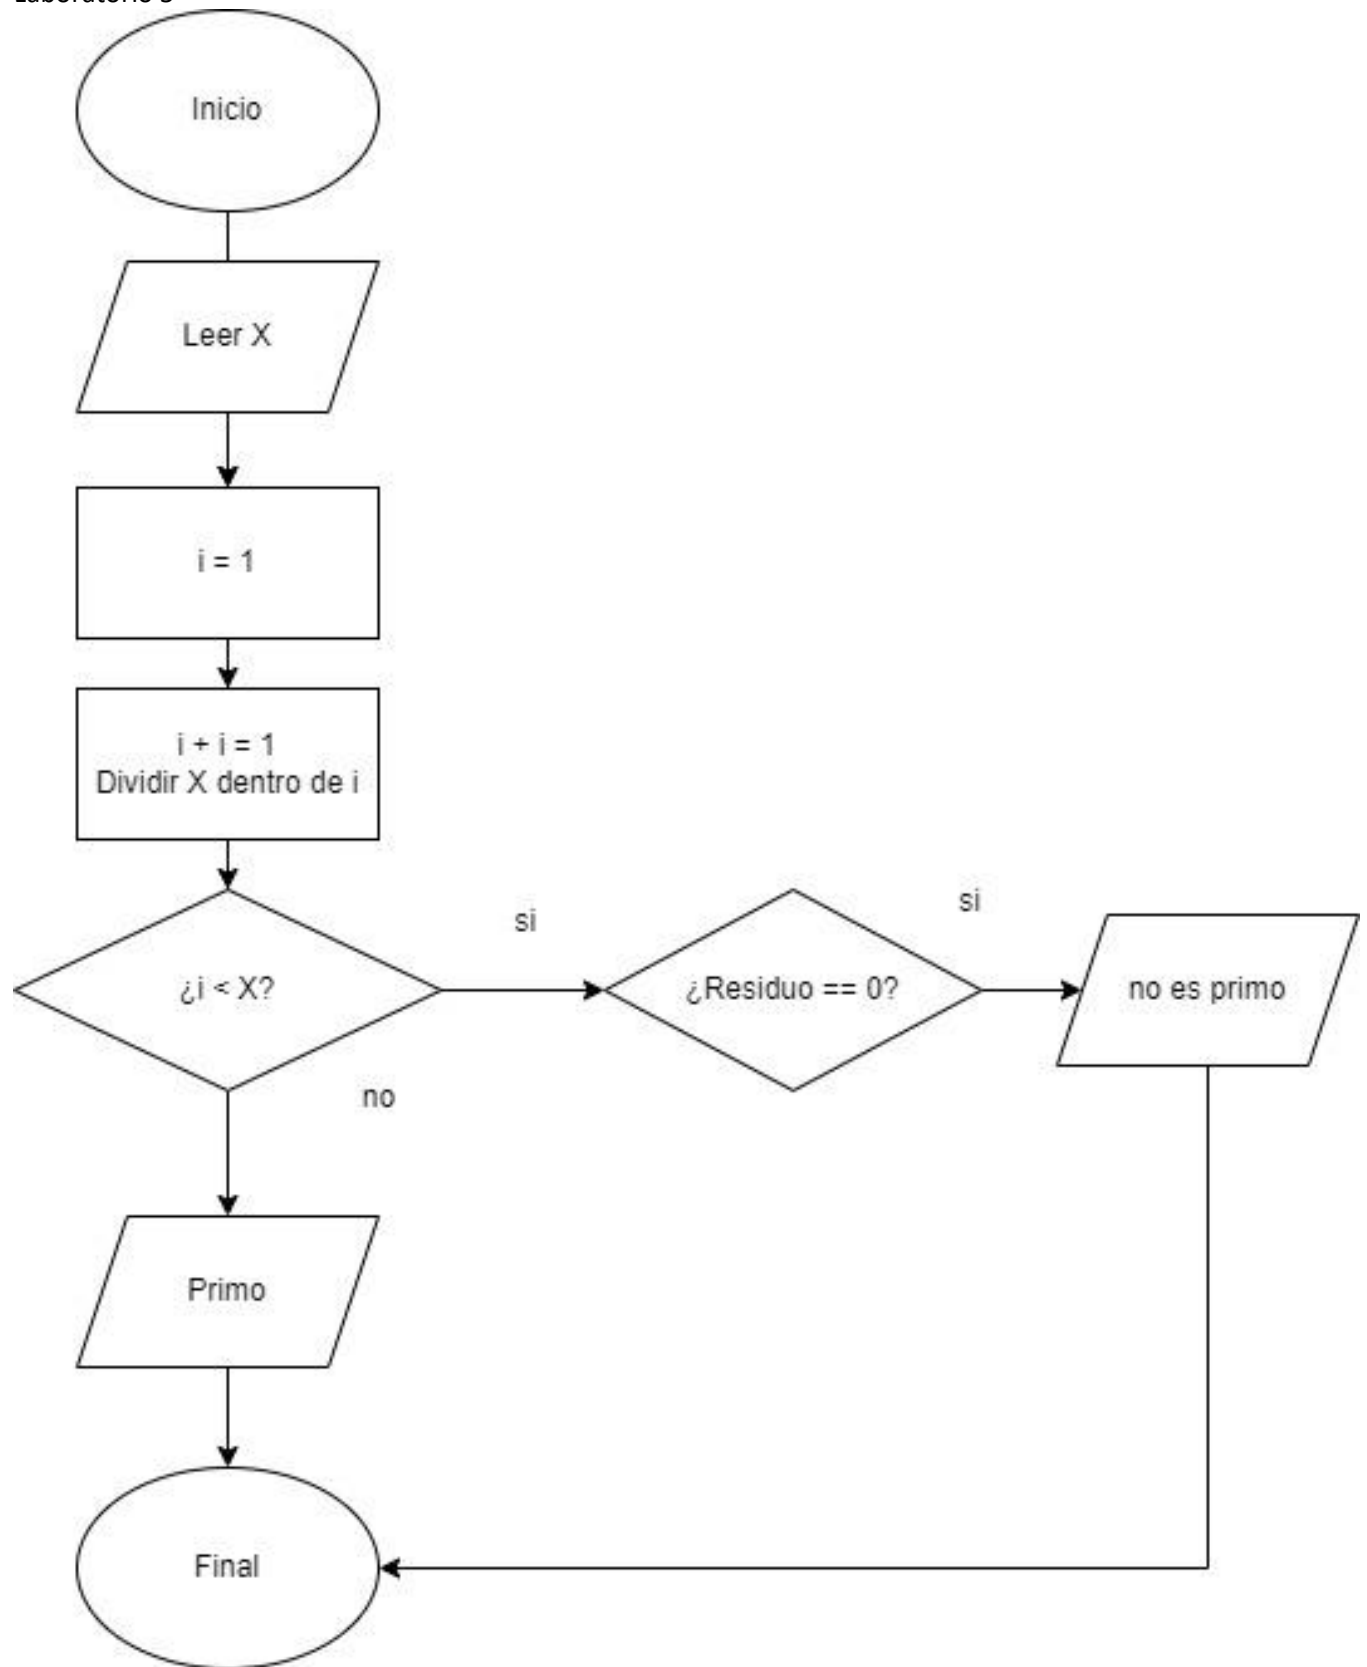 Inicio
Leer X
i = 1
i + i = 1
Dividir X dentro de i
¿i < X?
si
¿Residuo == 0?
si
no es primo
no
Primo
Final